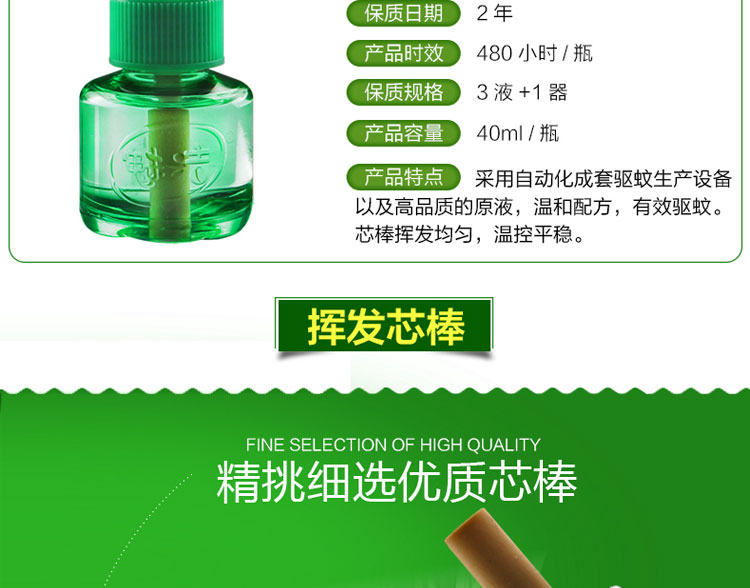 保质日期 2年
产品时效 480小时/瓶
保质规格 3液+1器
产品容量 40ml/瓶
产品特点 采用自动化成套驱蚊生产设备
以及高品质的原液，温和配方，有效驱蚊。
芯棒挥发均匀，温控平稳。
挥发芯棒
FINE SELECTION OF HIGH QUALITY
精挑细选优质芯棒